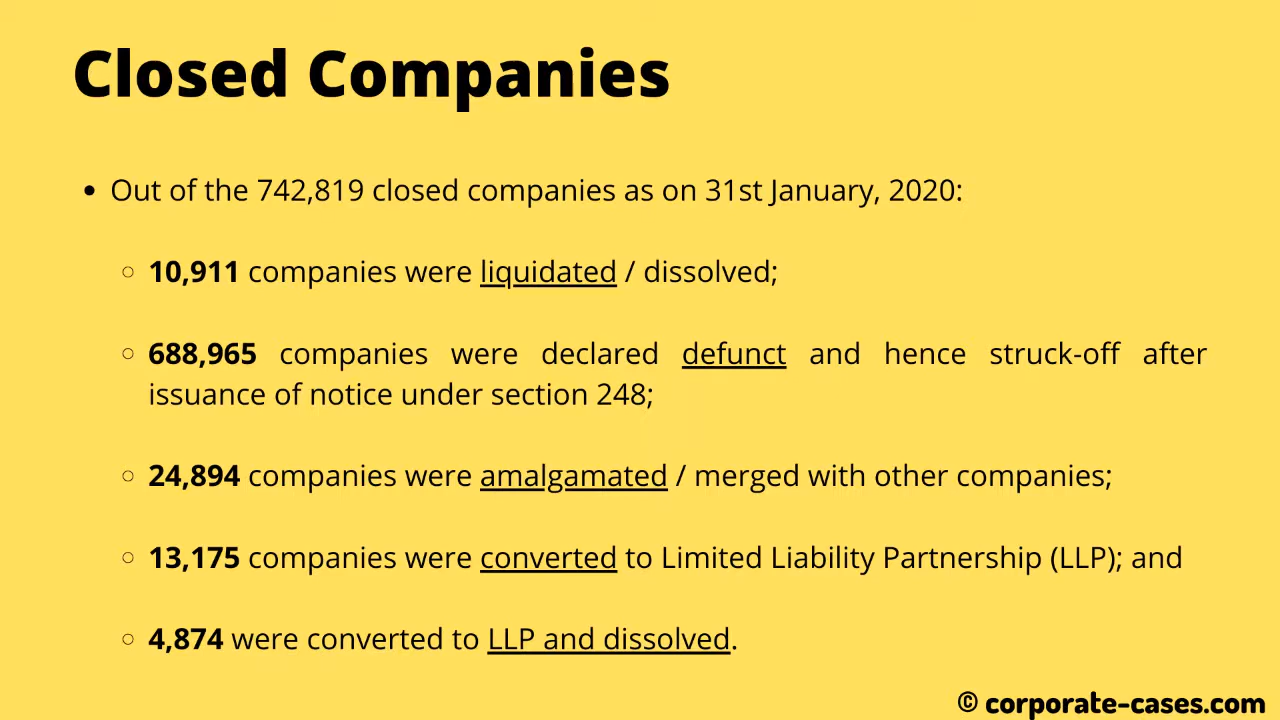 Closed Companies
• Out of the 742,819 closed companies as on 31st January, 2020:
○ 10,911 companies were liquidated / dissolved;
○ 688,965 companies were declared defunct and hence struck-off after
issuance of notice under section 248;
○ 24,894 companies were amalgamated / merged with other companies;
○ 13,175 companies were converted to Limited Liability Partnership (LLP); and
○ 4,874 were converted to LLP and dissolved.
© corporate-cases.com